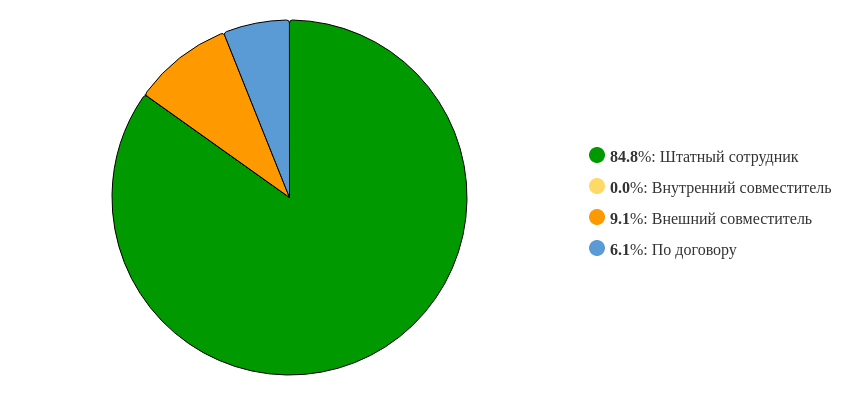 84.8%: Штатный сотрудник
0.0%: Внутренний совместитель
9.1%: Внешний совместитель
6.1%: По договору